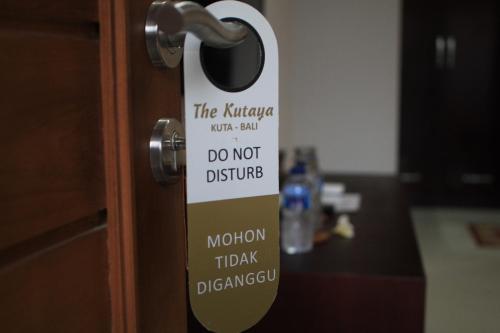 The Kutaya
KUTA - BALI
DO NOT
DISTURB
MOHON
TIDAK
DIGANGGU